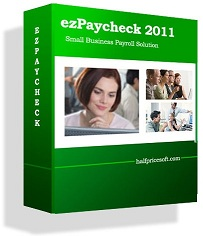 ezPaycheck 2011
Small Business Payroll Solution
EZPAYCHECK
halfpricesoft.com